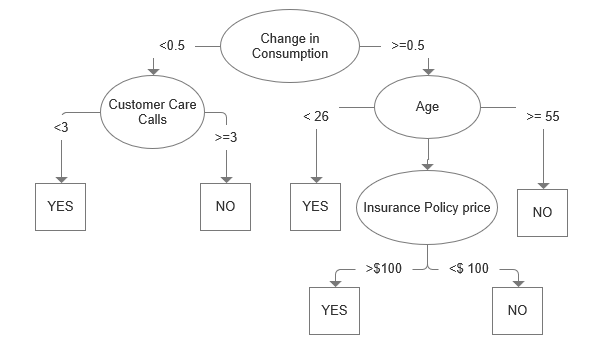 Change in
Consumption
<0.5
>=0.5
Customer Care
Calls
Age
<3
>=3
< 26
>= 55
YES
NO
YES
Insurance Policy price
NO
>$100
<$ 100
YES
NO